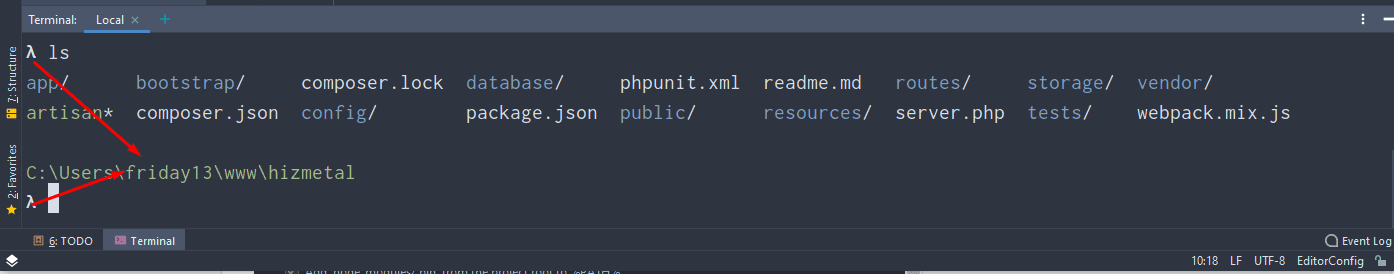 Terminal: Local × +
λ ls
app/ bootstrap/ composer.lock database/ phpunit.xml readme.md routes/ storage/ vendor/
artisan* composer.json config/ package.json public/ resources/ server.php tests/ webpack.mix.js
C:\Users\friday13\www\hizmetal
λ
7: Structure
2: Favorites
6: TODO Terminal Event Log
10:18 LF UTF-8 EditorConfig